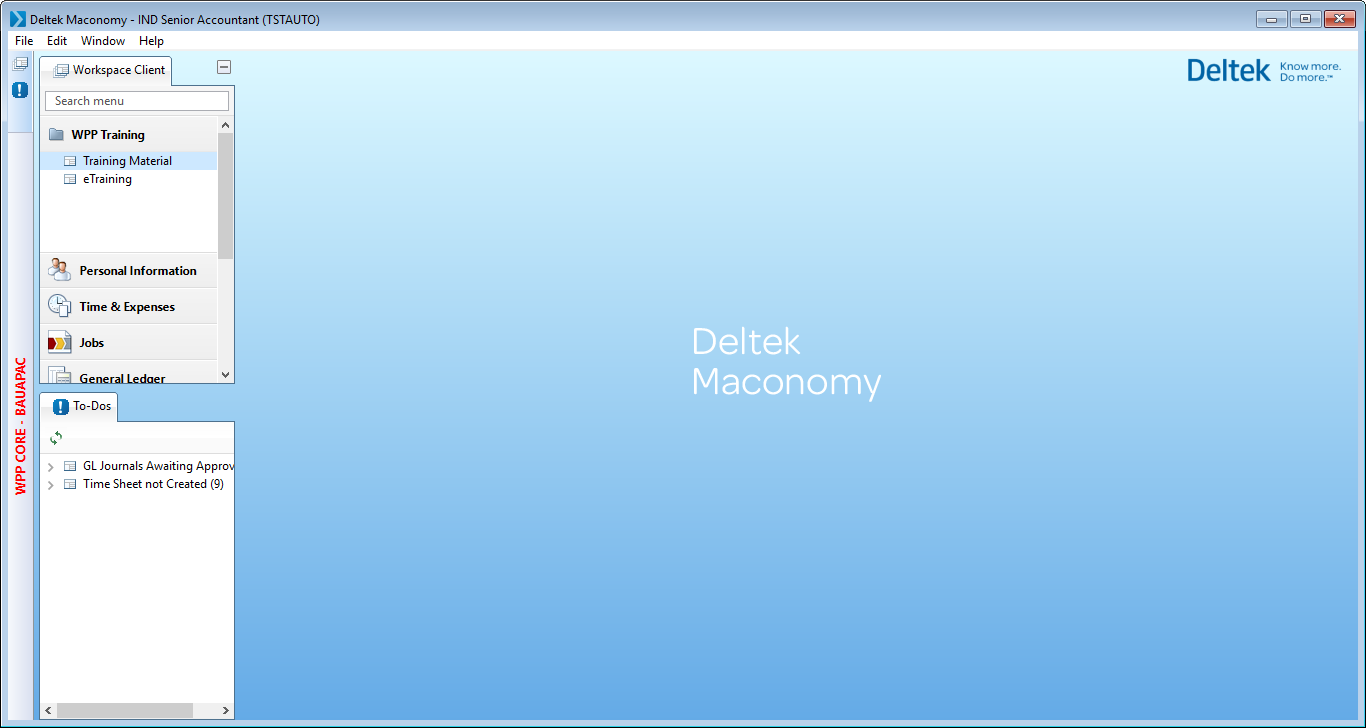 Deltek Maconomy - IND Senior Accountant (TSTAUTO)
File Edit Window Help
Workspace Client
Search menu
WPP Training
Training Material
eTraining
Personal Information
Time & Expenses
Jobs
General Ledger
To-Dos
GL Journals Awaiting Approv
Time Sheet not Created (9)
WPP CORE - BAUAPAC
Deltek Know more.
Do more.™
Deltek
Maconomy